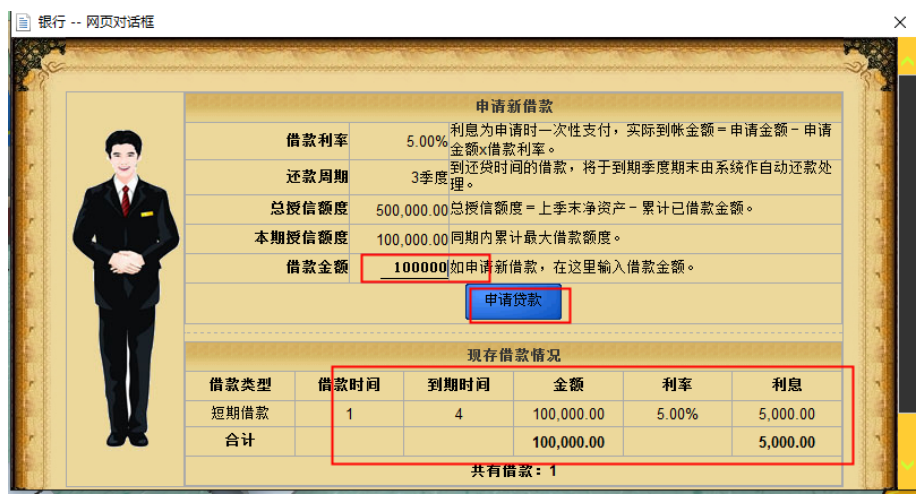 银行 -- 网页对话框
申请新借款
借款利率 5.00% 利息为申请时一次性支付，实际到帐金额=申请金额-申请
金额x借款利率。
还款周期 3季度 到还贷时间的借款，将于到期季度期末由系统作自动还款处
理。
总授信额度 500,000.00 总授信额度=上季末净资产-累计已借款金额。
本期授信额度 100,000.00 同期内累计最大借款额度。
借款金额 100000 如申请新借款，在这里输入借款金额。
申请贷款
现存借款情况
借款类型 借款时间 到期时间 金额 利率 利息
短期借款 1 4 100,000.00 5.00% 5,000.00
合计 100,000.00 5,000.00
共有借款：1